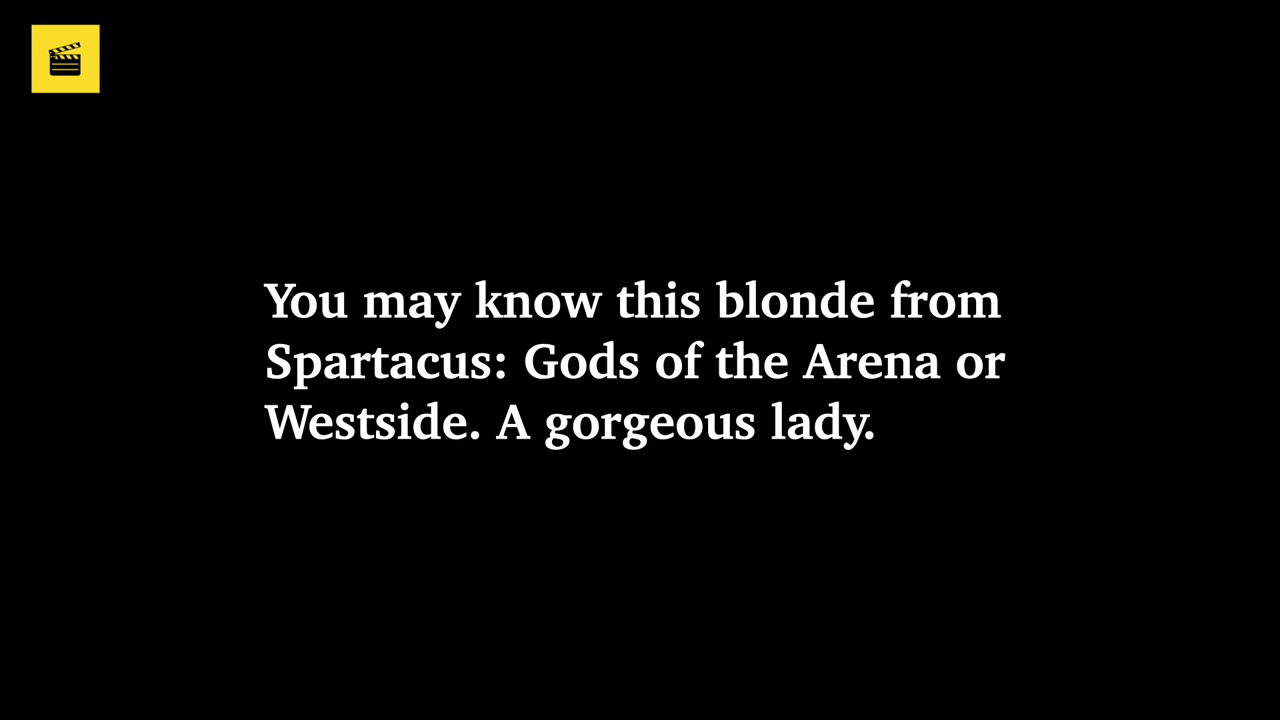 You may know this blonde from
Spartacus: Gods of the Arena or
Westside. A gorgeous lady.